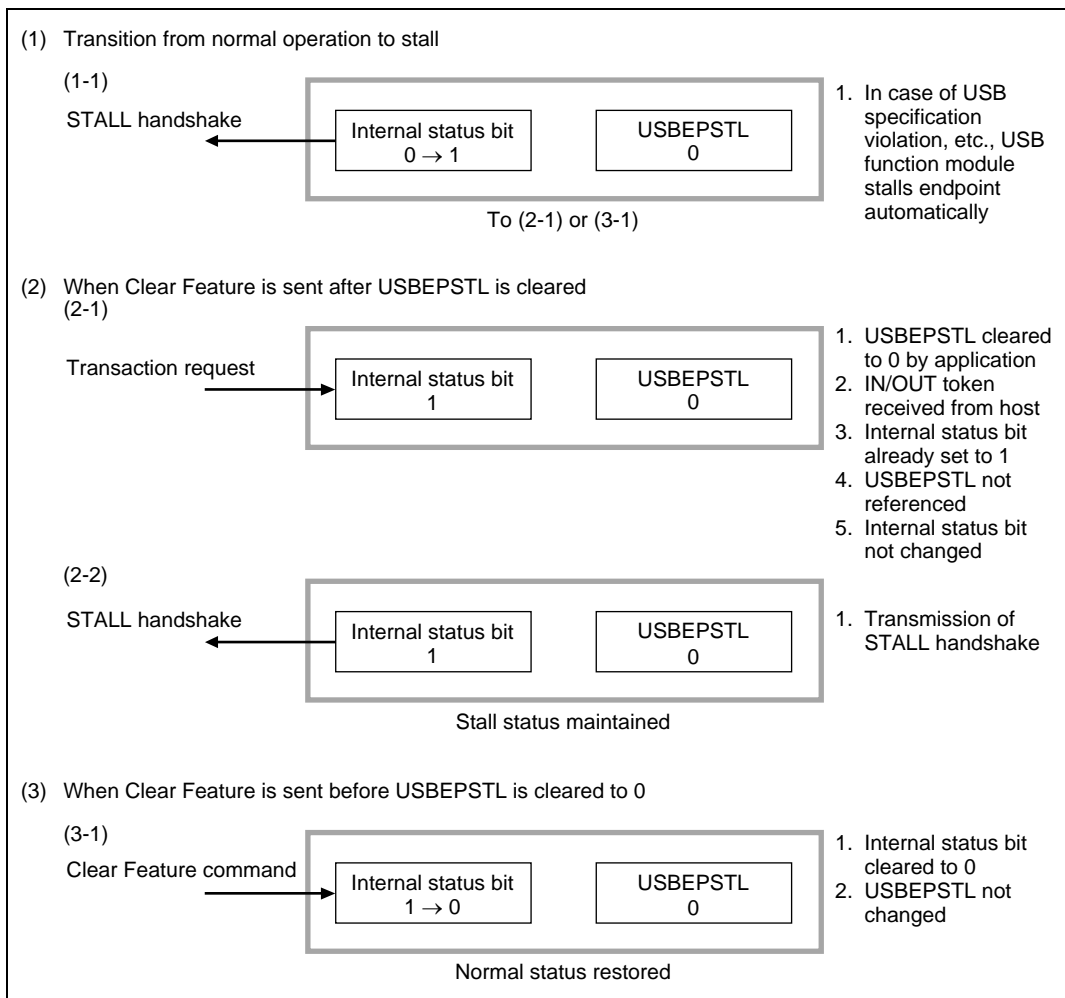 (1) Transition from normal operation to stall
(1-1)
STALL handshake
Internal status bit
0 → 1
USBEPSTL
0
To (2-1) or (3-1)
1. In case of USB
specification
violation, etc., USB
function module
stalls endpoint
automatically
(2) When Clear Feature is sent after USBEPSTL is cleared
(2-1)
Transaction request
Internal status bit
1
USBEPSTL
0
1. USBEPSTL cleared
to 0 by application
2. IN/OUT token
received from host
3. Internal status bit
already set to 1
4. USBEPSTL not
referenced
5. Internal status bit
not changed
(2-2)
STALL handshake
Internal status bit
1
USBEPSTL
0
1. Transmission of
STALL handshake
Stall status maintained
(3) When Clear Feature is sent before USBEPSTL is cleared to 0
(3-1)
Clear Feature command
Internal status bit
1 → 0
USBEPSTL
0
1. Internal status bit
cleared to 0
2. USBEPSTL not
changed
Normal status restored